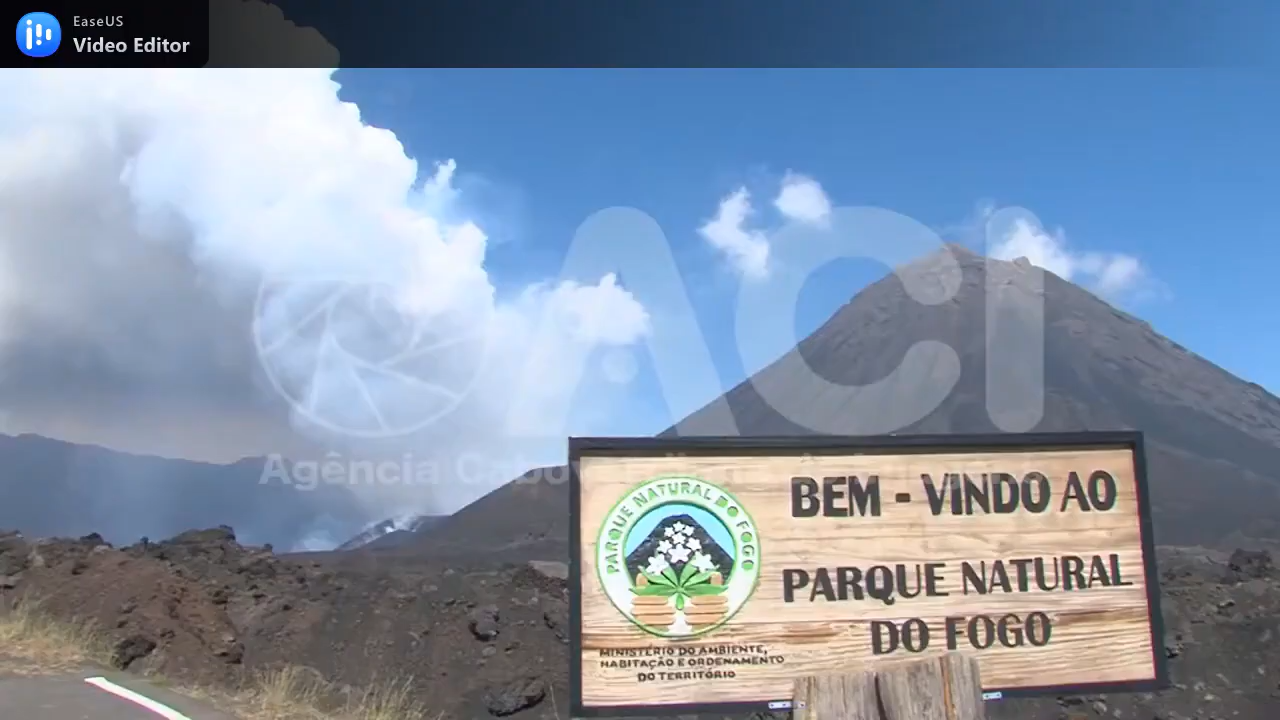 EaseUS
Video Editor
ACI
BEM - VINDO AO
PARQUE NATURAL
DO FOGO
PARQUE NATURAL DO FOGO
MINISTÉRIO DO AMBIENTE,
HABITAÇÃO E ORDENAMENTO
DO TERRITÓRIO
Agência